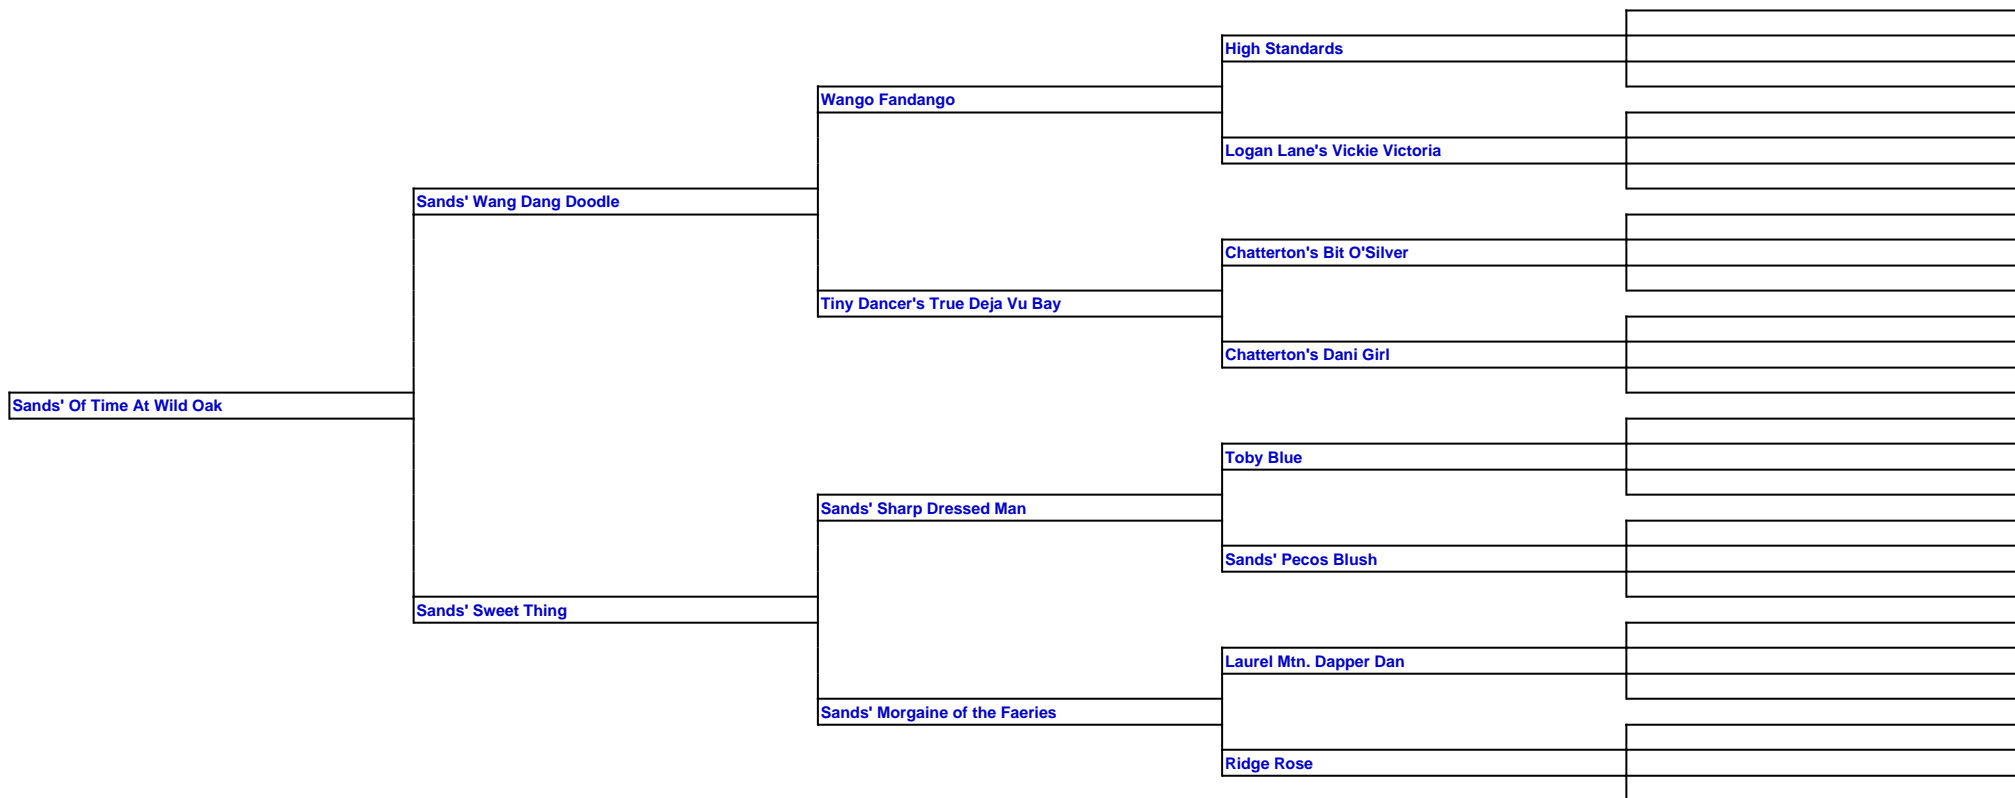 High Standards
Wango Fandango
Logan Lane's Vickie Victoria
Sands' Wang Dang Doodle
Chatterton's Bit O'Silver
Tiny Dancer's True Deja Vu Bay
Chatterton's Dani Girl
Sands' Of Time At Wild Oak
Toby Blue
Sands' Sharp Dressed Man
Sands' Pecos Blush
Sands' Sweet Thing
Laurel Mtn. Dapper Dan
Sands' Morgaine of the Faeries
Ridge Rose